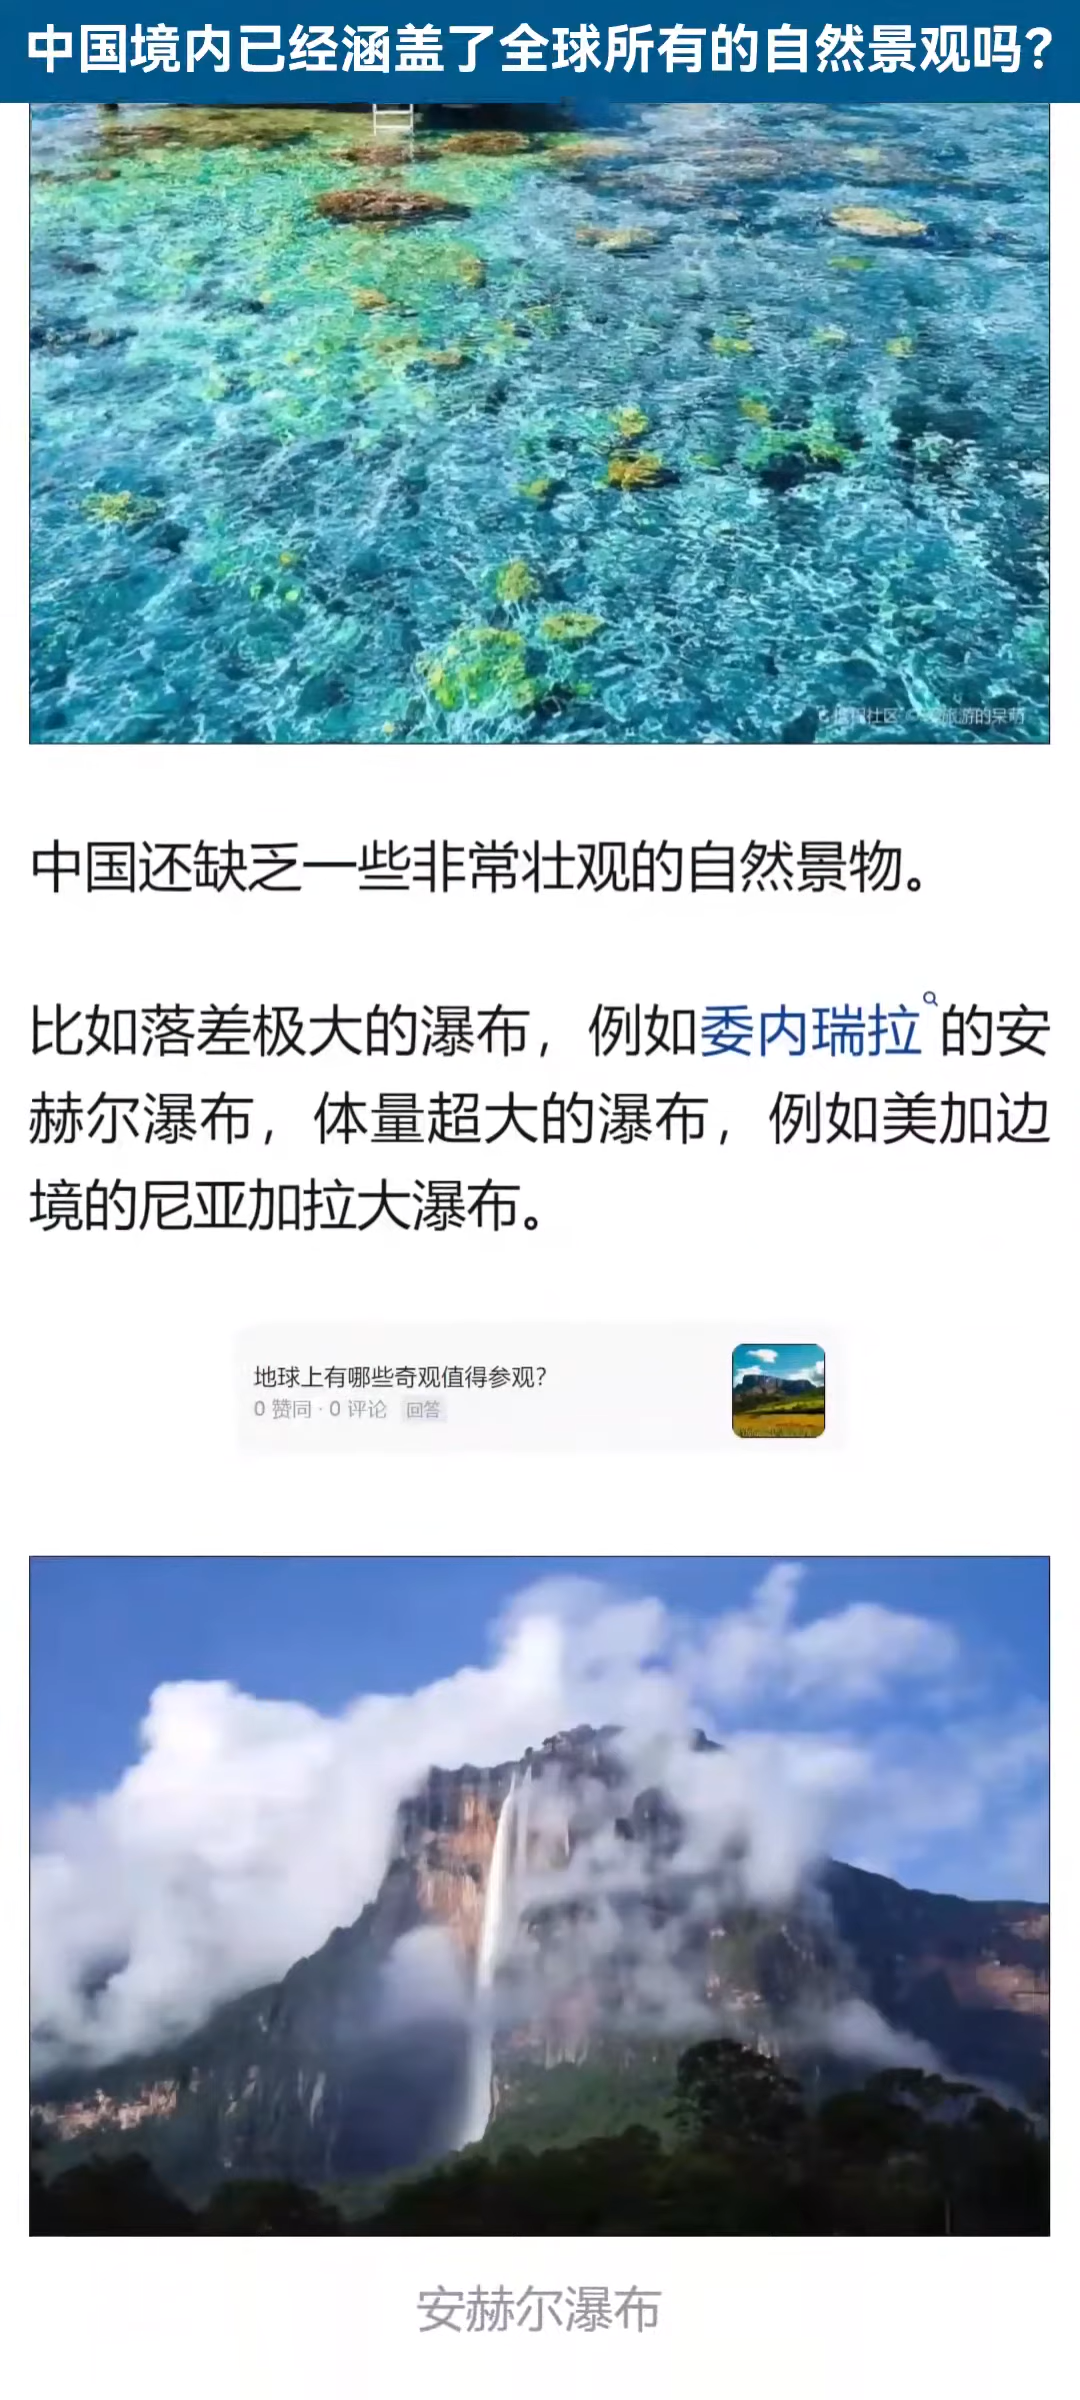 中国境内已经涵盖了全球所有的自然景观吗？
旅游的呆萌
中国还缺乏一些非常壮观的自然景物。
比如落差极大的瀑布，例如委内瑞拉的安
赫尔瀑布，体量超大的瀑布，例如美加边
境的尼亚加拉大瀑布。
地球上有哪些奇观值得参观？
0 赞同 · 0 评论 回答
安赫尔瀑布